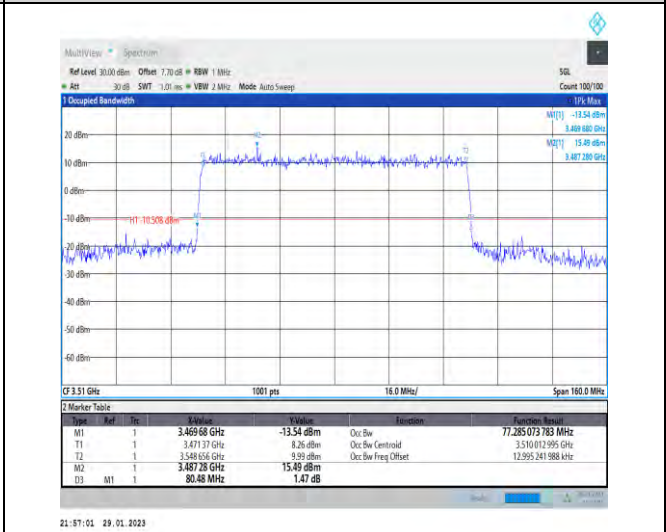 MultiView Spectrum
Ref Level 30.00 dBm Offset 7.70 dB RBW 1 MHz SGL
Att 30 dB SWT 1.01 ms VBW 2 MHz Mode Auto Sweep Count 100/100
1 Occupied Bandwidth 1Pk Max
M1[1] -13.54 dBm
3.469 680 GHz
M2[1] 15.49 dBm
3.487 280 GHz
20 dBm
10 dBm
0 dBm
-10 dBm
H1 -10.508 dBm
-20 dBm
-30 dBm
-40 dBm
-50 dBm
-60 dBm
CF 3.51 GHz 1001 pts 16.0 MHz/ Span 160.0 MHz
2 Marker Table
Type Ref Trc X-Value Y-Value Function Function Result
M1 1 3.469 68 GHz -13.54 dBm Occ Bw 77.285 073 783 MHz
T1 1 3.471 37 GHz 8.26 dBm Occ Bw Centroid 3.510 012 995 GHz
T2 1 3.548 656 GHz 9.99 dBm Occ Bw Freq Offset 12.995 241 988 kHz
M2 1 3.487 28 GHz 15.49 dBm
D3 M1 1 80.48 MHz 1.47 dB
21:57:01 29.01.2023